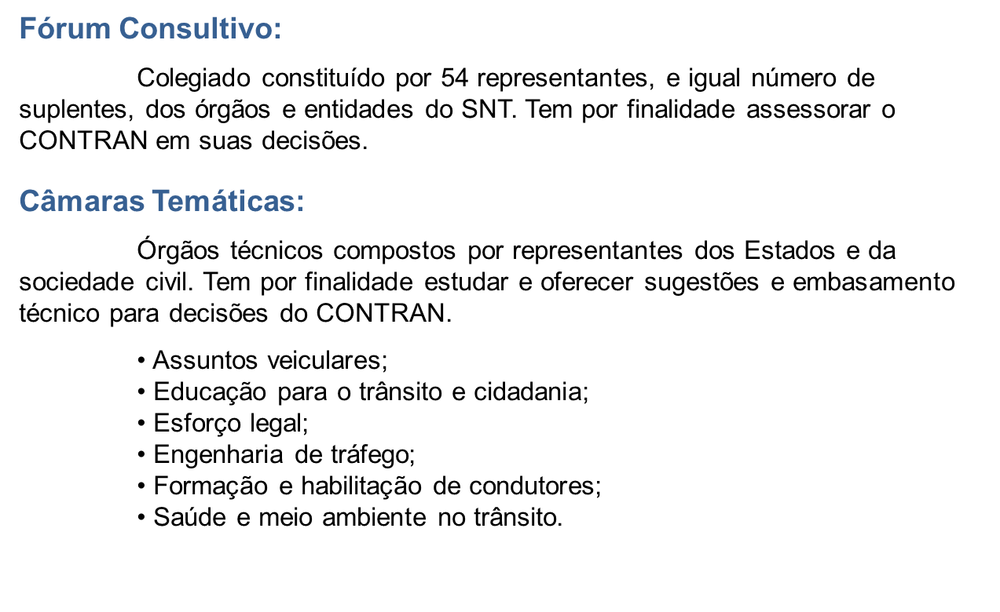 Fórum Consultivo:
Colegiado constituído por 54 representantes, e igual número de
suplentes, dos órgãos e entidades do SNT. Tem por finalidade assessorar o
CONTRAN em suas decisões.
Câmaras Temáticas:
Órgãos técnicos compostos por representantes dos Estados e da
sociedade civil. Tem por finalidade estudar e oferecer sugestões e embasamento
técnico para decisões do CONTRAN.
• Assuntos veiculares;
• Educação para o trânsito e cidadania;
• Esforço legal;
• Engenharia de tráfego;
• Formação e habilitação de condutores;
• Saúde e meio ambiente no trânsito.